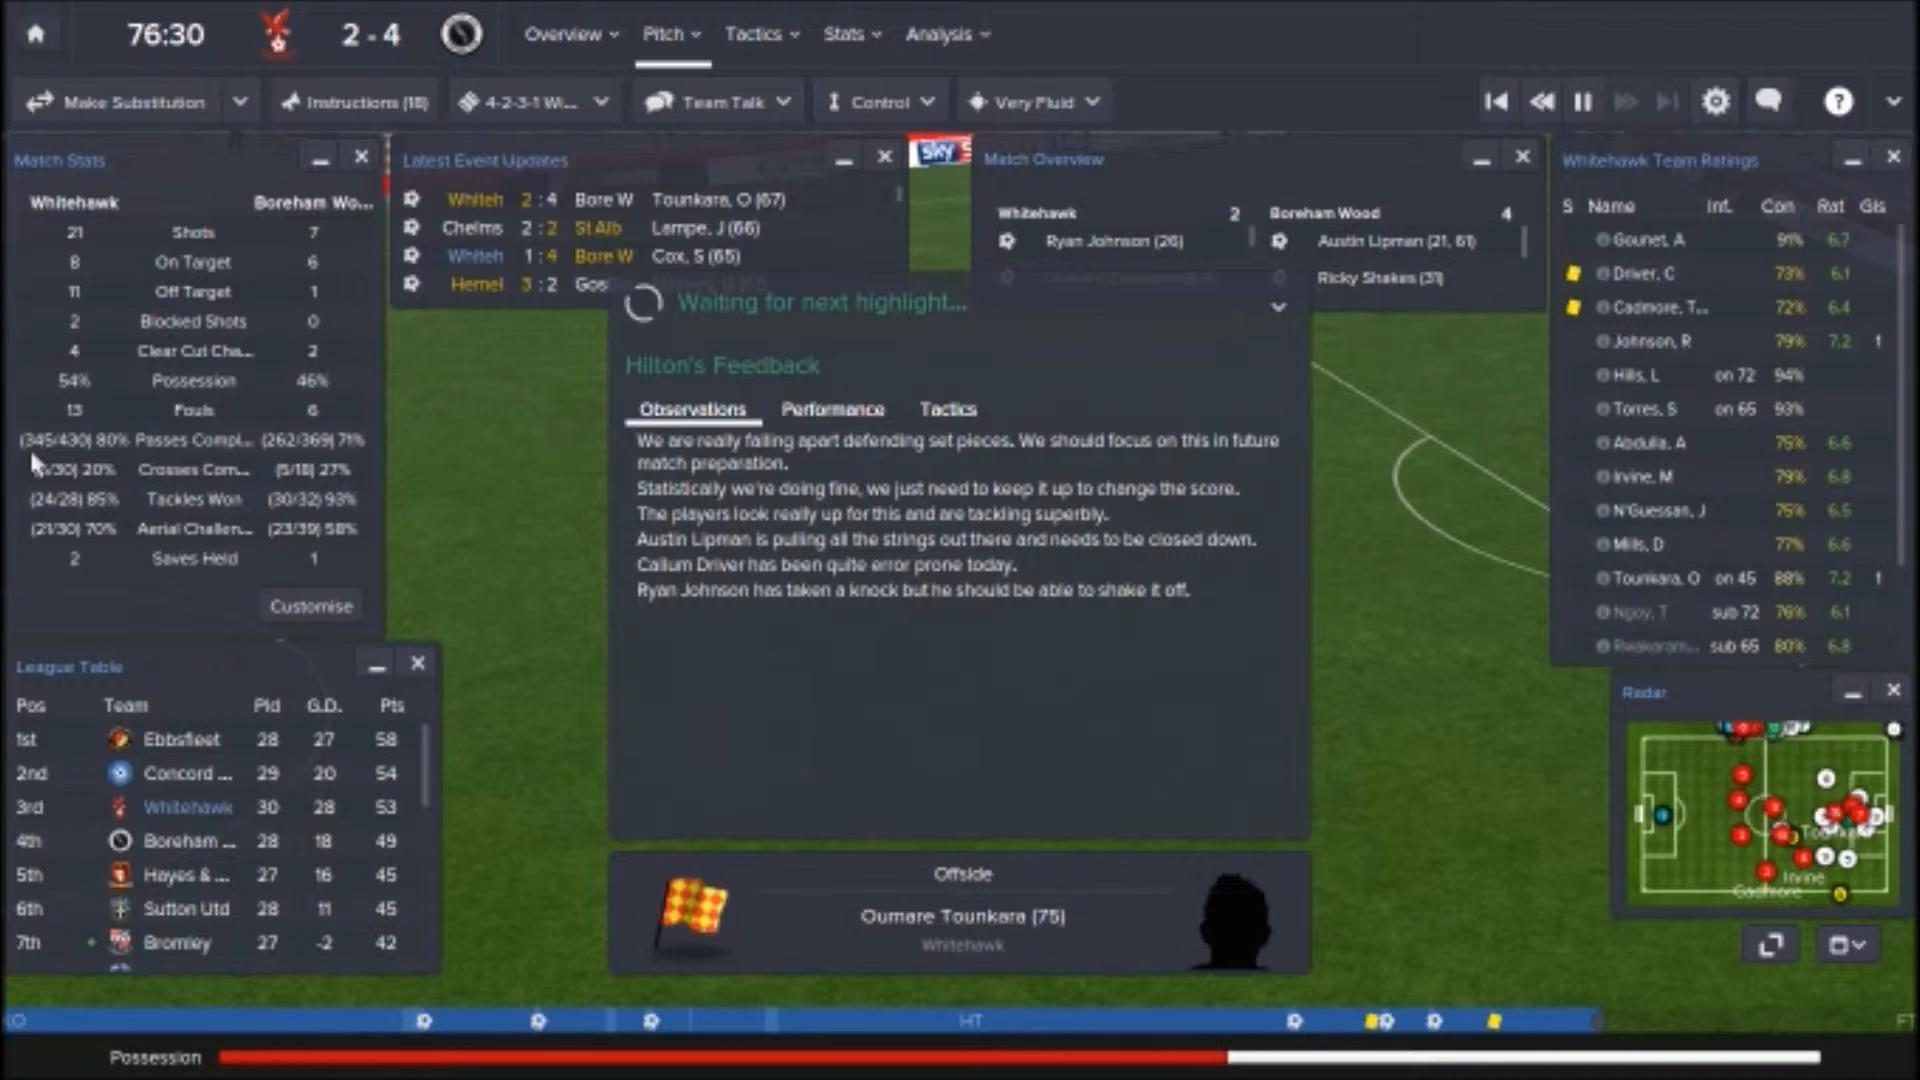 76:30 2 - 4 Overview Pitch Tactics Stats Analysis
Make Substitution Instructions (18) 4-2-3-1 Wi... Team Talk Control Very Fluid ?
Match Stats
Whitehawk Boreham Wo...
21 Shots 7
8 On Target 6
11 Off Target 1
2 Blocked Shots 0
4 Clear Cut Cha... 2
54% Possession 46%
13 Fouls 6
(345/430) 80% Passes Compl... (262/369) 71%
/30) 20% Crosses Com... (5/18) 27%
(24/28) 85% Tackles Won (30/32) 93%
(21/30) 70% Aerial Challen... (23/39) 58%
2 Saves Held 1
Customise
Latest Event Updates
Whiteh 2 : 4 Bore W Tounkara, O (67)
Chelms 2 : 2 St Alb Lampe, J (66)
Whiteh 1 : 4 Bore W Cox, S (65)
Hemel 3 : 2 Gos
sky S
Match Overview
Whitehawk 2 Boreham Wood 4
Ryan Johnson (26) Austin Lipman (21, 61)
Ricky Shakes (31)
Waiting for next highlight...
Hilton's Feedback
Observations Performance Tactics
We are really falling apart defending set pieces. We should focus on this in future
match preparation.
Statistically we're doing fine, we just need to keep it up to change the score.
The players look really up for this and are tackling superbly.
Austin Lipman is pulling all the strings out there and needs to be closed down.
Callum Driver has been quite error prone today.
Ryan Johnson has taken a knock but he should be able to shake it off.
Offside
Oumare Tounkara (75)
Whitehawk
Whitehawk Team Ratings
S Name Inf. Con Rat Gls
Gounet, A 91% 6.7
Driver, C 73% 6.1
Cadmore, T... 72% 6.4
Johnson, R 79% 7.2 1
Hills, L on 72 94%
Torres, S on 65 93%
Abdulla, A 75% 6.6
Irvine, M 79% 6.8
N'Guessan, J 75% 6.5
Mills, D 77% 6.6
Tounkara, O on 45 88% 7.2 1
Ngoy, T sub 72 76% 6.1
Rwakaram... sub 65 80% 6.8
League Table
Pos Team Pld G.D. Pts
1st Ebbsfleet 28 27 58
2nd Concord ... 29 20 54
3rd Whitehawk 30 28 53
4th Boreham ... 28 18 49
5th Hayes & ... 27 16 45
6th Sutton Utd 28 11 45
7th Bromley 27 -2 42
Radar
Irvine
Cadmore
HT FT
Possession